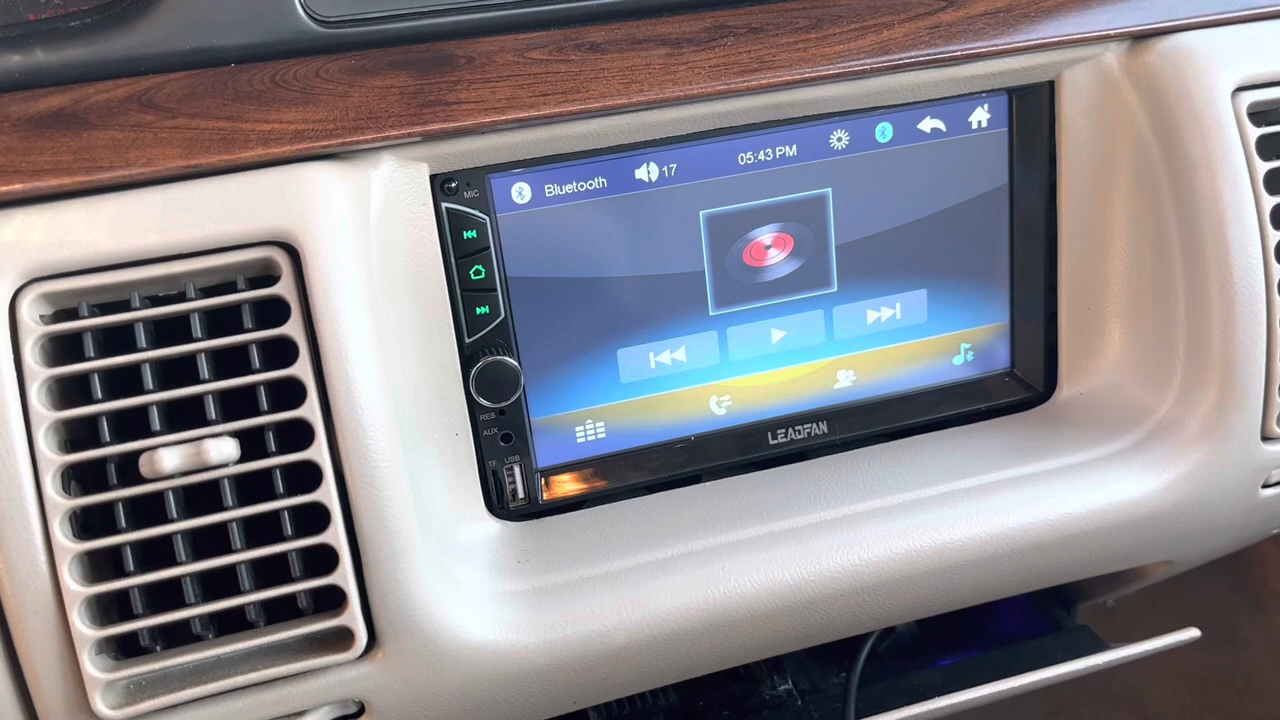 Bluetooth
17
05:43 PM
MIC
RES
AUX
TF
USB
LEADFAN